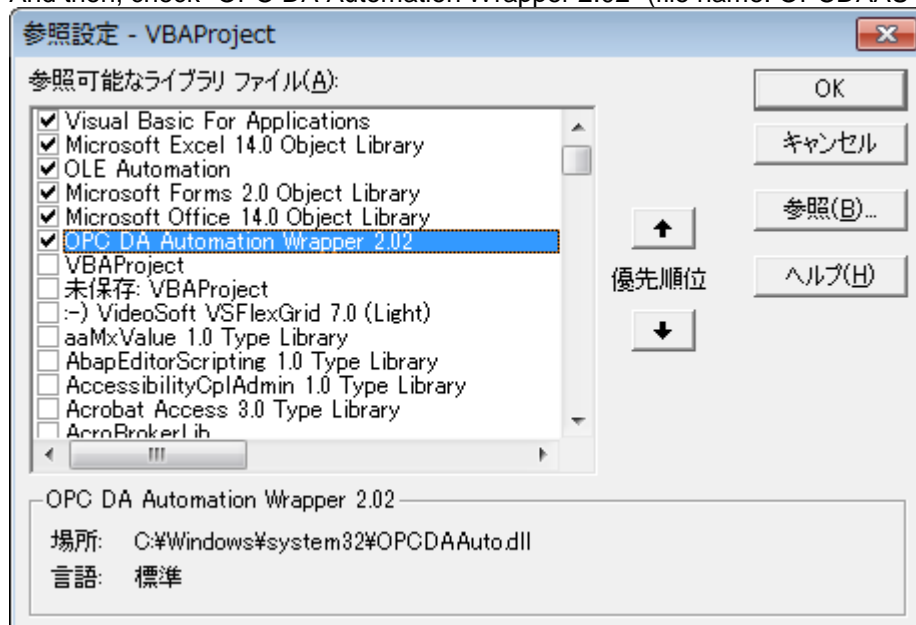 And then, check "OPC DA Automation Wrapper 2.02" (file name: OPCDAAu
参照設定 - VBAProject
参照可能なライブラリ ファイル(A):
Visual Basic For Applications
Microsoft Excel 14.0 Object Library
OLE Automation
Microsoft Forms 2.0 Object Library
Microsoft Office 14.0 Object Library
OPC DA Automation Wrapper 2.02
VBAProject
未保存: VBAProject
:-) VideoSoft VSFlexGrid 7.0 (Light)
aaMxValue 1.0 Type Library
AbapEditorScripting 1.0 Type Library
AccessibilityCplAdmin 1.0 Type Library
Acrobat Access 3.0 Type Library
AcroBrokerLib
OK
キャンセル
参照(B)...
優先順位
ヘルプ(H)
OPC DA Automation Wrapper 2.02
場所: C:¥Windows¥system32¥OPCDAAuto.dll
言語: 標準